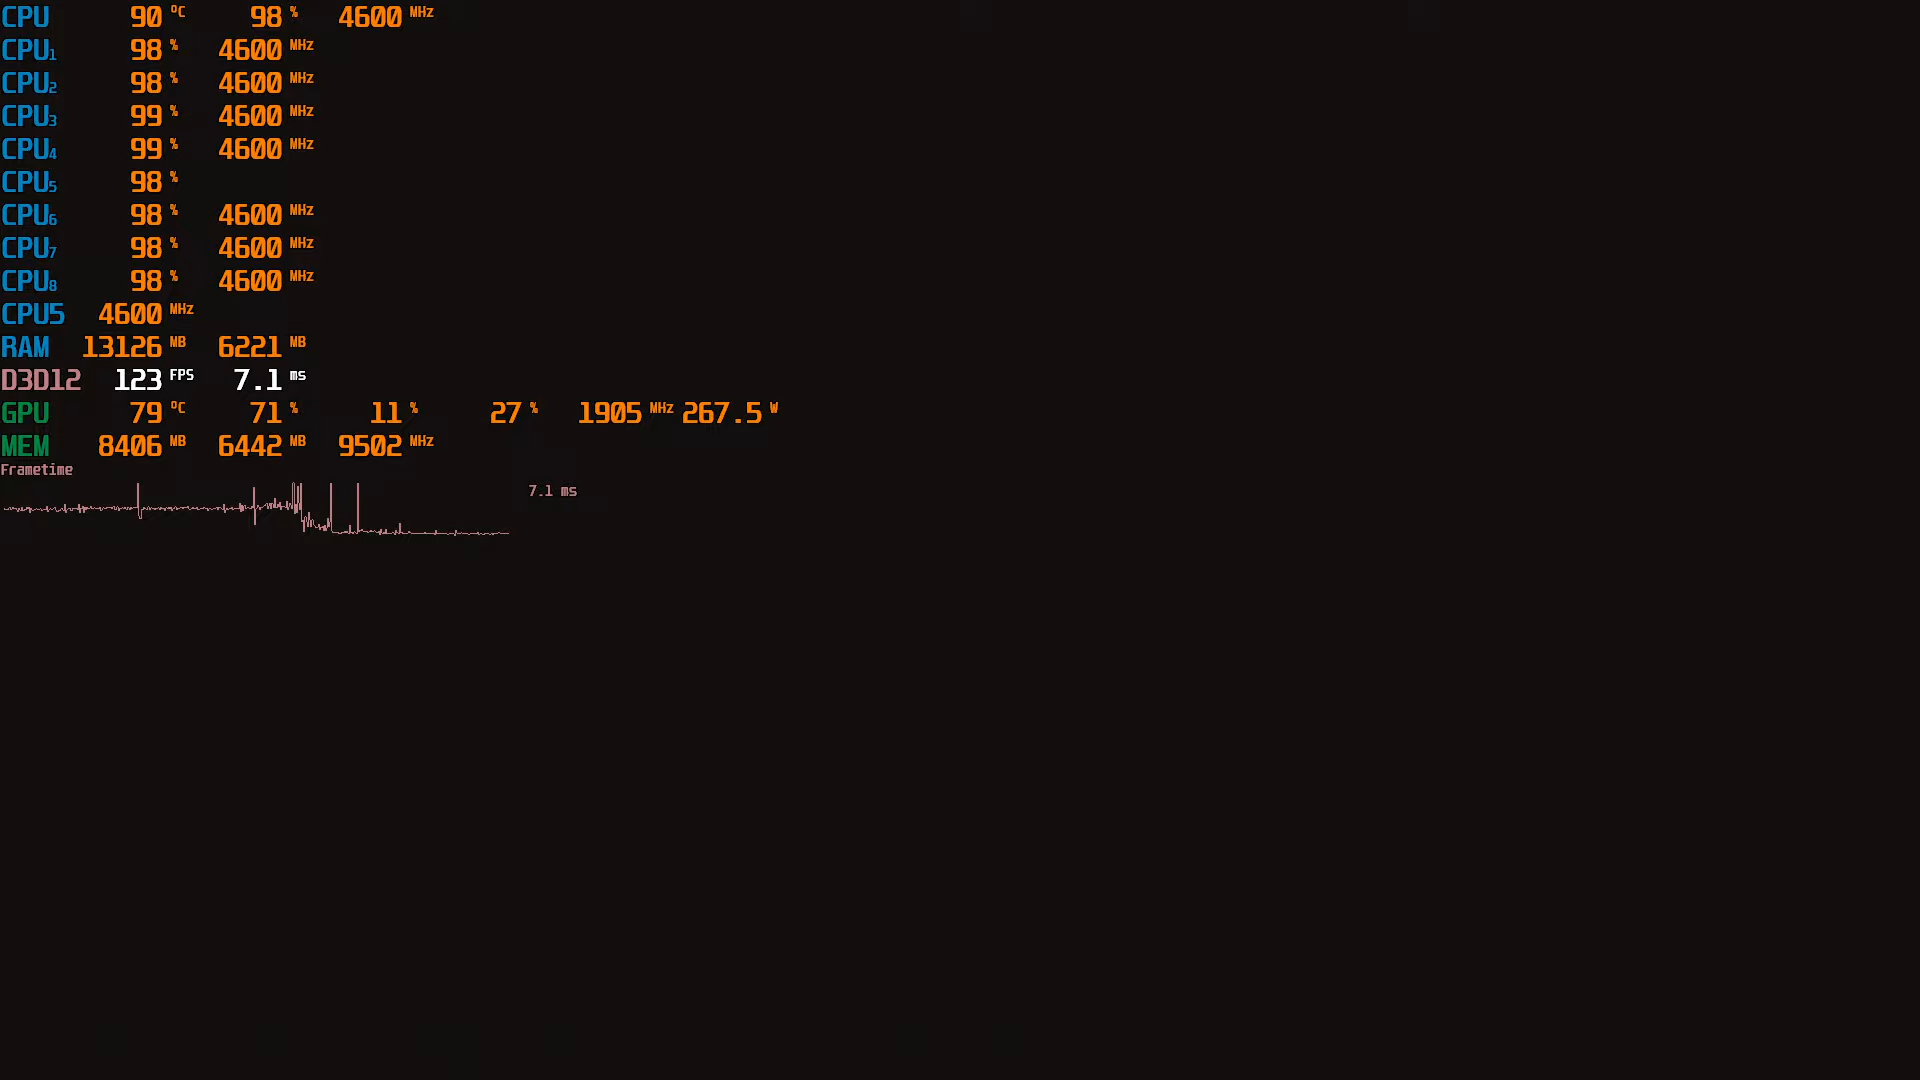 CPU 90 °C 98 % 4600 MHz
CPU1 98 % 4600 MHz
CPU2 98 % 4600 MHz
CPU3 99 % 4600 MHz
CPU4 99 % 4600 MHz
CPU5 98 %
CPU6 98 % 4600 MHz
CPU7 98 % 4600 MHz
CPU8 98 % 4600 MHz
CPU5 4600 MHz
RAM 13126 MB 6221 MB
D3D12 123 FPS 7.1 ms
GPU 79 °C 71 % 11 % 27 % 1905 MHz 267.5 W
MEM 8406 MB 6442 MB 9502 MHz
Frametime
7.1 ms